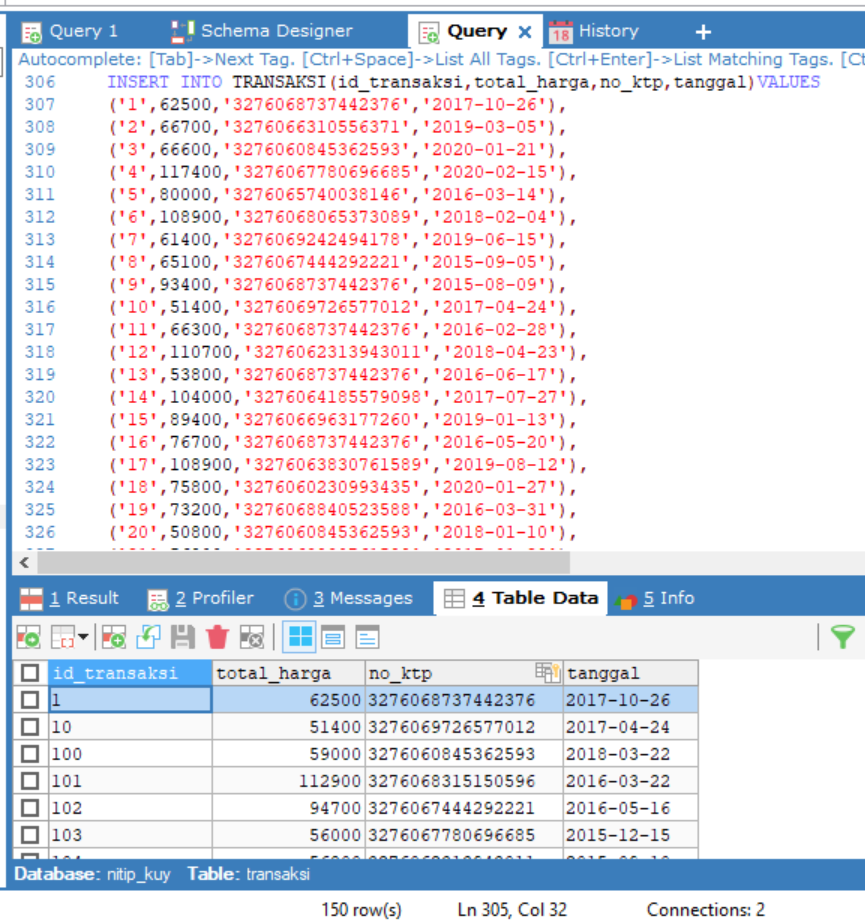 Query 1 Schema Designer Query × 18 History +
Autocomplete: [Tab]->Next Tag. [Ctrl+Space]->List All Tags. [Ctrl+Enter]->List Matching Tags.
306 INSERT INTO TRANSAKSI(id_transaksi,total_harga,no_ktp,tanggal)VALUES
307 ('1',62500,'3276068737442376','2017-10-26'),
308 ('2',66700,'3276066310556371','2019-03-05'),
309 ('3',66600,'3276060845362593','2020-01-21'),
310 ('4',117400,'3276067780696685','2020-02-15'),
311 ('5',80000,'3276065740038146','2016-03-14'),
312 ('6',108900,'3276068065373089','2018-02-04'),
313 ('7',61400,'3276069242494178','2019-06-15'),
314 ('8',65100,'3276067444292221','2015-09-05'),
315 ('9',93400,'3276068737442376','2015-08-09'),
316 ('10',51400,'3276069726577012','2017-04-24'),
317 ('11',66300,'3276068737442376','2016-02-28'),
318 ('12',110700,'3276062313943011','2018-04-23'),
319 ('13',53800,'3276068737442376','2016-06-17'),
320 ('14',104000,'3276064185579098','2017-07-27'),
321 ('15',89400,'3276066963177260','2019-01-13'),
322 ('16',76700,'3276068737442376','2016-05-20'),
323 ('17',108900,'3276063830761589','2019-08-12'),
324 ('18',75800,'3276060230993435','2020-01-27'),
325 ('19',73200,'3276068840523588','2016-03-31'),
326 ('20',50800,'3276060845362593','2018-01-10'),
1 Result 2 Profiler 3 Messages 4 Table Data 5 Info
id_transaksi total_harga no_ktp tanggal
1 62500 3276068737442376 2017-10-26
10 51400 3276069726577012 2017-04-24
100 59000 3276060845362593 2018-03-22
101 112900 3276068315150596 2016-03-22
102 94700 3276067444292221 2016-05-16
103 56000 3276067780696685 2015-12-15
Database: nitip_kuy Table: transaksi
150 row(s) Ln 305, Col 32 Connections: 2